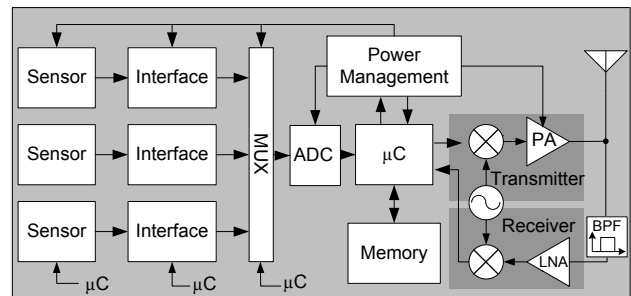 Power
Management
Sensor
Interface
Sensor
Interface
MUX
ADC
μC
PA
Transmitter
Sensor
Interface
Memory
Receiver
BPF
LNA
μC
μC
μC